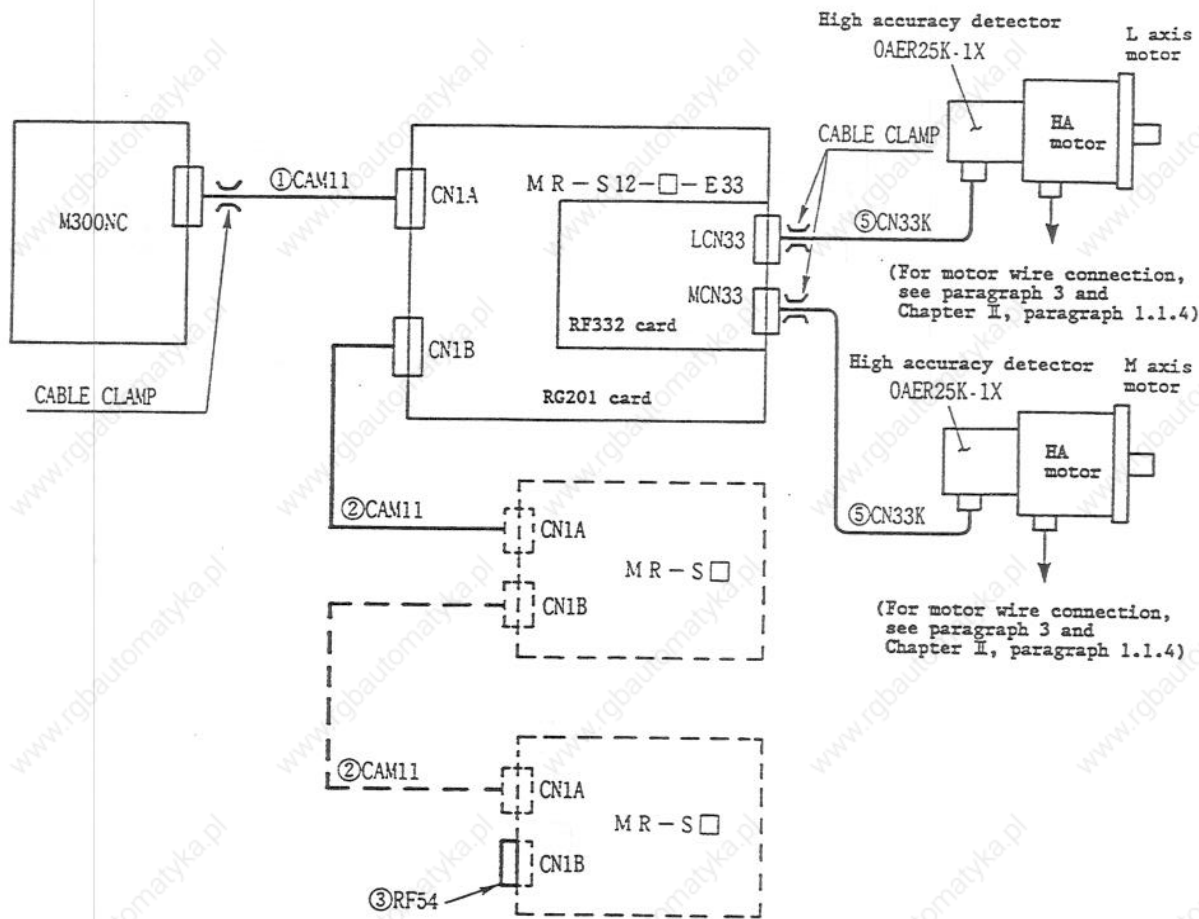 High accuracy detector
OAER25K-1X
L axis
motor
HA
motor
CABLE CLAMP
M300NC
①CAM11
CN1A
MR-S12-□-E33
LCN33
⑤CN33K
MCN33
(For motor wire connection,
see paragraph 3 and
Chapter Ⅱ, paragraph 1.1.4)
RF332 card
CN1B
CABLE CLAMP
RG201 card
High accuracy detector
OAER25K-1X
M axis
motor
HA
motor
②CAM11
CN1A
MR-S□
CN1B
⑤CN33K
(For motor wire connection,
see paragraph 3 and
Chapter Ⅱ, paragraph 1.1.4)
②CAM11
CN1A
MR-S□
CN1B
③RF54
www.rgbautomatyka.pl